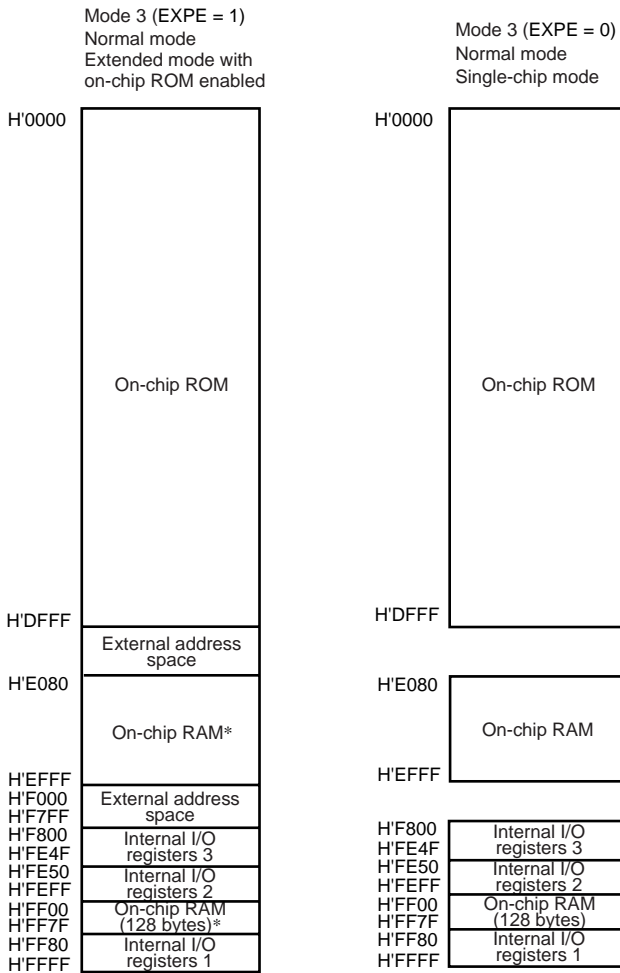 Mode 3 (EXPE = 1)
Normal mode
Extended mode with
on-chip ROM enabled
H'0000
On-chip ROM
H'DFFF
External address
space
H'E080
On-chip RAM*
H'EFFF
H'F000
External address
space
H'F7FF
H'F800
Internal I/O
registers 3
H'FE4F
H'FE50
Internal I/O
registers 2
H'FEFF
H'FF00
On-chip RAM
(128 bytes)*
H'FF7F
H'FF80
Internal I/O
registers 1
H'FFFF
Mode 3 (EXPE = 0)
Normal mode
Single-chip mode
H'0000
On-chip ROM
H'DFFF
H'E080
On-chip RAM
H'EFFF
H'F800
Internal I/O
registers 3
H'FE4F
H'FE50
Internal I/O
registers 2
H'FEFF
H'FF00
On-chip RAM
(128 bytes)
H'FF7F
H'FF80
Internal I/O
registers 1
H'FFFF